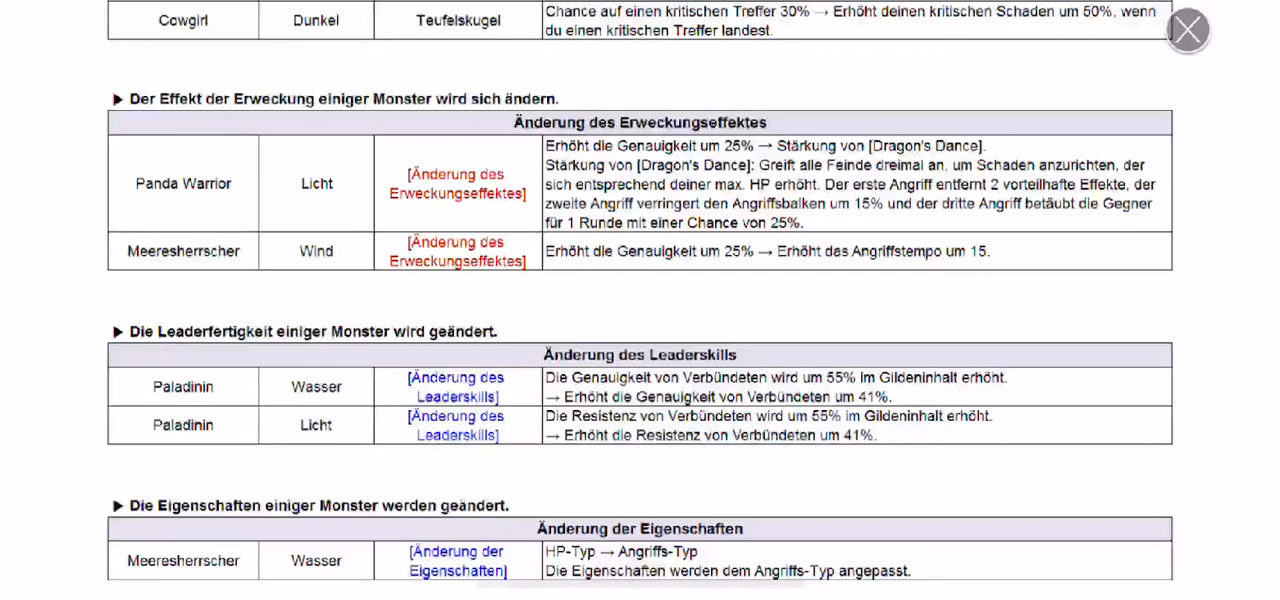 Cowgirl
Dunkel
Teufelskugel
Chance auf einen kritischen Treffer 30% → Erhöht deinen kritischen Schaden um 50%, wenn
du einen kritischen Treffer landest.
▶ Der Effekt der Erweckung einiger Monster wird sich ändern.
Änderung des Erweckungseffektes
Panda Warrior
Licht
[Änderung des
Erweckungseffektes]
Erhöht die Genauigkeit um 25% → Stärkung von [Dragon's Dance].
Stärkung von [Dragon's Dance]: Greift alle Feinde dreimal an, um Schaden anzurichten, der
sich entsprechend deiner max. HP erhöht. Der erste Angriff entfernt 2 vorteilhafte Effekte, der
zweite Angriff verringert den Angriffsbalken um 15% und der dritte Angriff betäubt die Gegner
für 1 Runde mit einer Chance von 25%.
Meeresherrscher
Wind
[Änderung des
Erweckungseffektes]
Erhöht die Genauigkeit um 25% → Erhöht das Angriffstempo um 15.
▶ Die Leaderfertigkeit einiger Monster wird geändert.
Änderung des Leaderskills
Paladinin
Wasser
[Änderung des
Leaderskills]
Die Genauigkeit von Verbündeten wird um 55% im Gildeninhalt erhöht.
→ Erhöht die Genauigkeit von Verbündeten um 41%.
Paladinin
Licht
[Änderung des
Leaderskills]
Die Resistenz von Verbündeten wird um 55% im Gildeninhalt erhöht.
→ Erhöht die Resistenz von Verbündeten um 41%.
▶ Die Eigenschaften einiger Monster werden geändert.
Änderung der Eigenschaften
Meeresherrscher
Wasser
[Änderung der
Eigenschaften]
HP-Typ → Angriffs-Typ
Die Eigenschaften werden dem Angriffs-Typ angepasst.